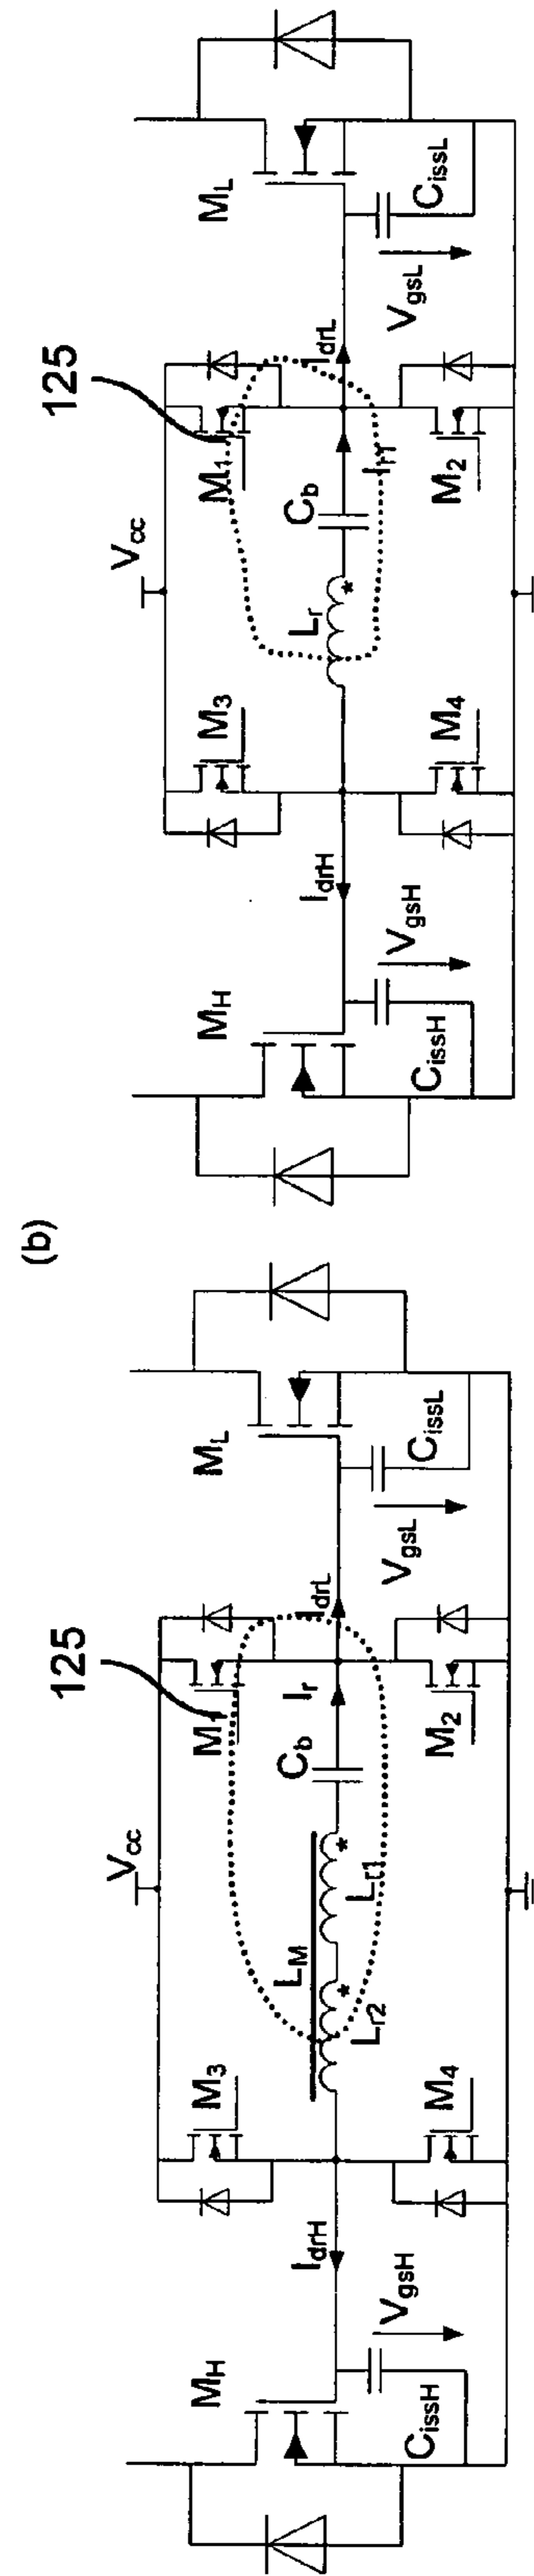 (b)
125
Vcc
MH
M3
M1
ML
IdrH
Lr
Cb
Ir
IdrL
CissH
VgsH
M4
M2
VgsL
CissL
125
Vcc
MH
M3
M1
ML
IdrH
LM
Lr2
* *
Lr1
Cb
Ir
IdrL
CissH
VgsH
M4
M2
VgsL
CissL
*